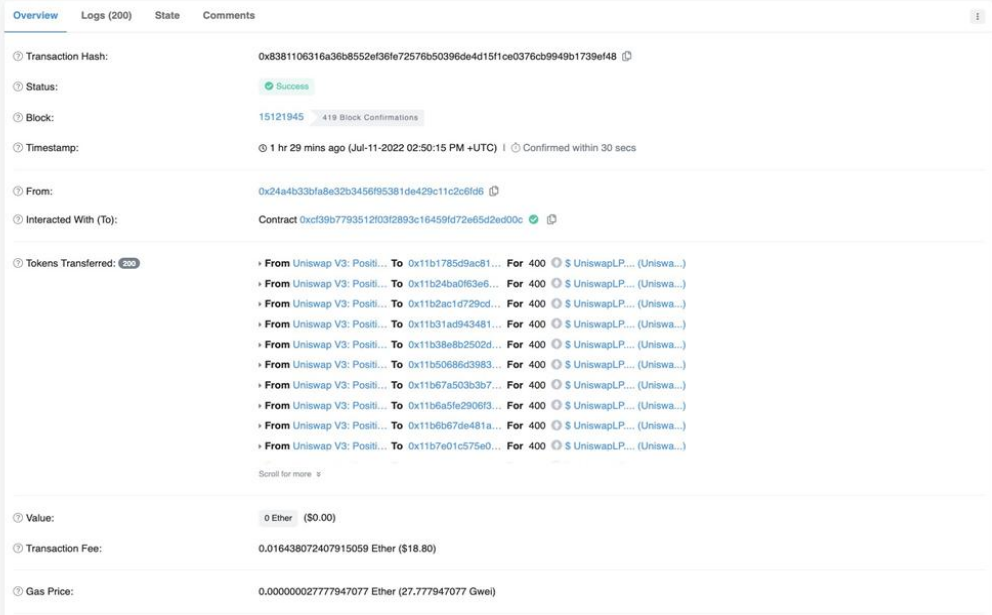 Overview Logs (200) State Comments
Transaction Hash: 0x8381106316a36b8552ef36fe72576b50396de4d15f1ce0376cb9949b1739ef48
Status: Success
Block: 15121945 419 Block Confirmations
Timestamp: 1 hr 29 mins ago (Jul-11-2022 02:50:15 PM +UTC) | Confirmed within 30 secs
From: 0x24a4b33bfa8e32b3456f95381de429c11c2c6fd6
Interacted With (To): Contract 0xcf39b7793512f03f2893c16459fd72e65d2ed00c
Tokens Transferred: 200 From Uniswap V3: Positi... To 0x11b1785d9ac81... For 400 $ UniswapLP.... (Uniswa...)
From Uniswap V3: Positi... To 0x11b24ba0f63e6... For 400 $ UniswapLP.... (Uniswa...)
From Uniswap V3: Positi... To 0x11b2ac1d729cd... For 400 $ UniswapLP.... (Uniswa...)
From Uniswap V3: Positi... To 0x11b31ad943481... For 400 $ UniswapLP.... (Uniswa...)
From Uniswap V3: Positi... To 0x11b38e8b2502d... For 400 $ UniswapLP.... (Uniswa...)
From Uniswap V3: Positi... To 0x11b50686d3983... For 400 $ UniswapLP.... (Uniswa...)
From Uniswap V3: Positi... To 0x11b67a503b3b7... For 400 $ UniswapLP.... (Uniswa...)
From Uniswap V3: Positi... To 0x11b6a5fe2906f3... For 400 $ UniswapLP.... (Uniswa...)
From Uniswap V3: Positi... To 0x11b6b67de481a... For 400 $ UniswapLP.... (Uniswa...)
From Uniswap V3: Positi... To 0x11b7e01c575e0... For 400 $ UniswapLP.... (Uniswa...)
Scroll for more
Value: 0 Ether ($0.00)
Transaction Fee: 0.016438072407915059 Ether ($18.80)
Gas Price: 0.000000027777947077 Ether (27.777947077 Gwei)